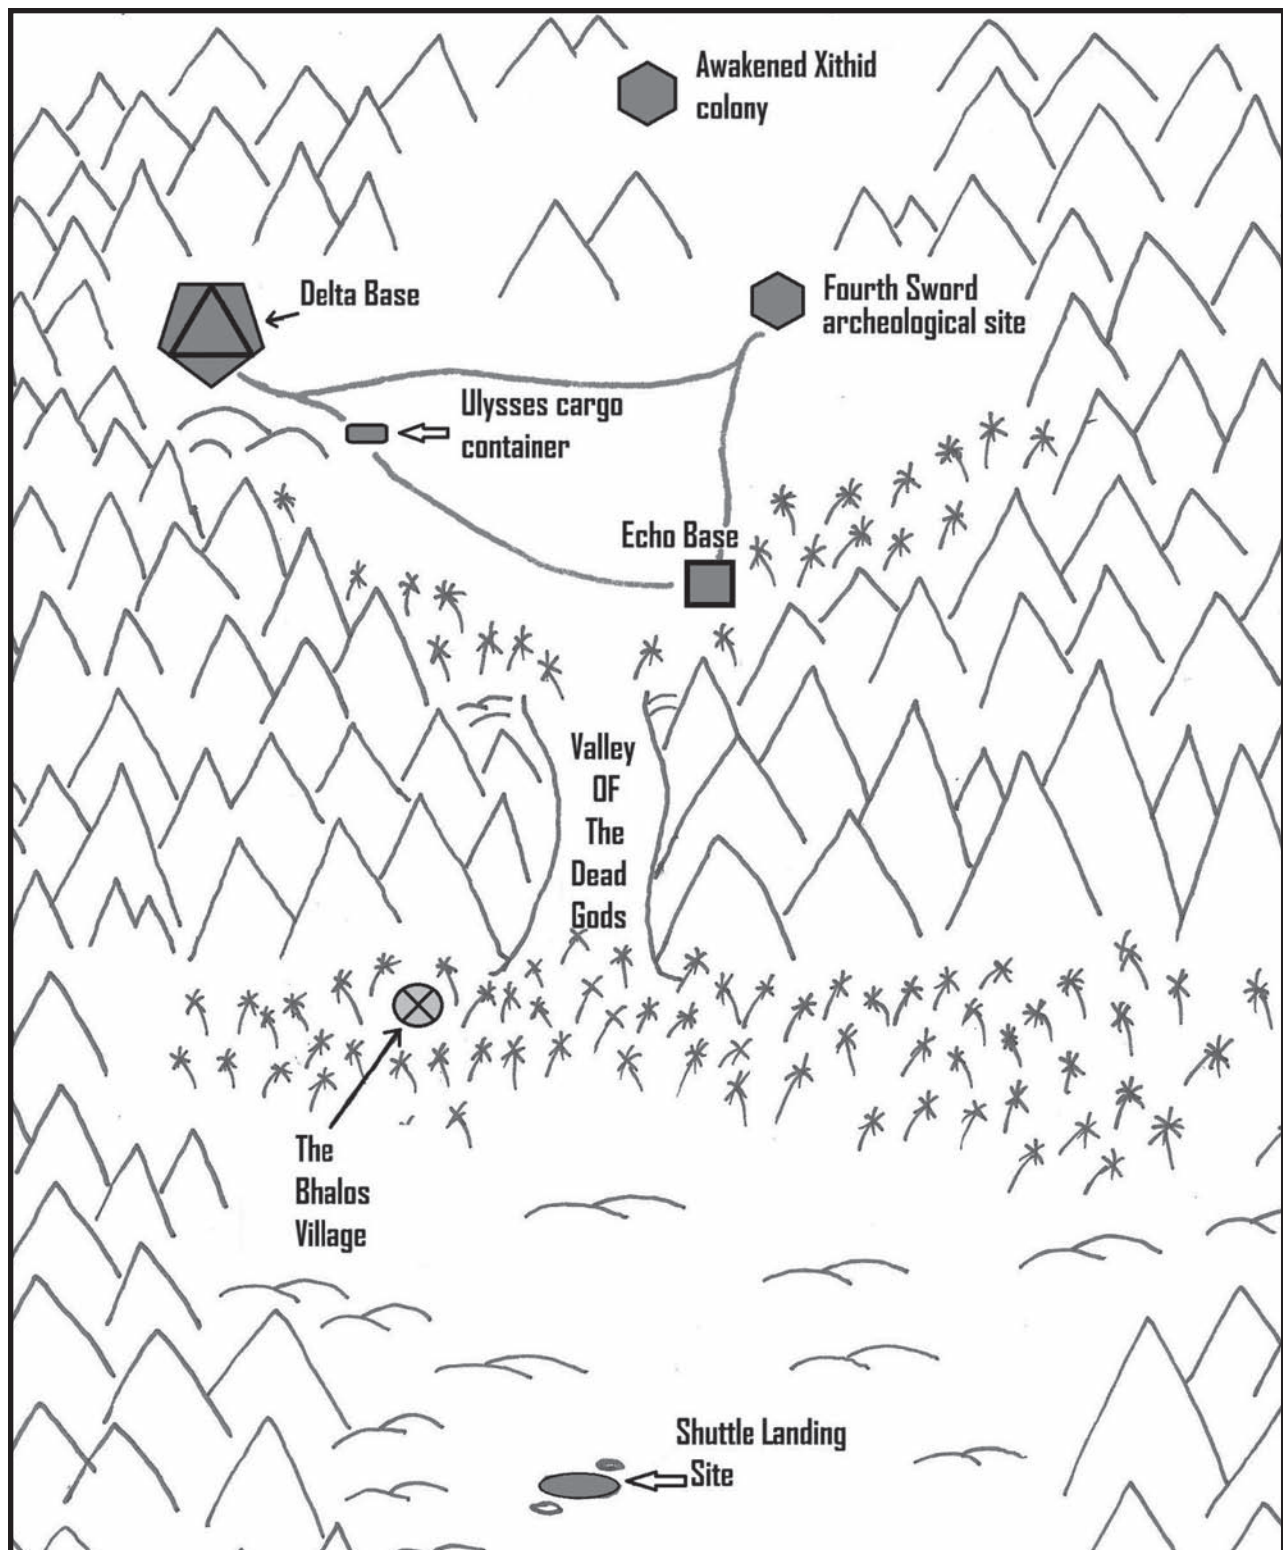 Awakened Xithid
colony
Delta Base
Fourth Sword
archeological site
Ulysses cargo
container
Echo Base
Valley
OF
The
Dead
Gods
The
Bhalos
Village
Shuttle Landing
Site